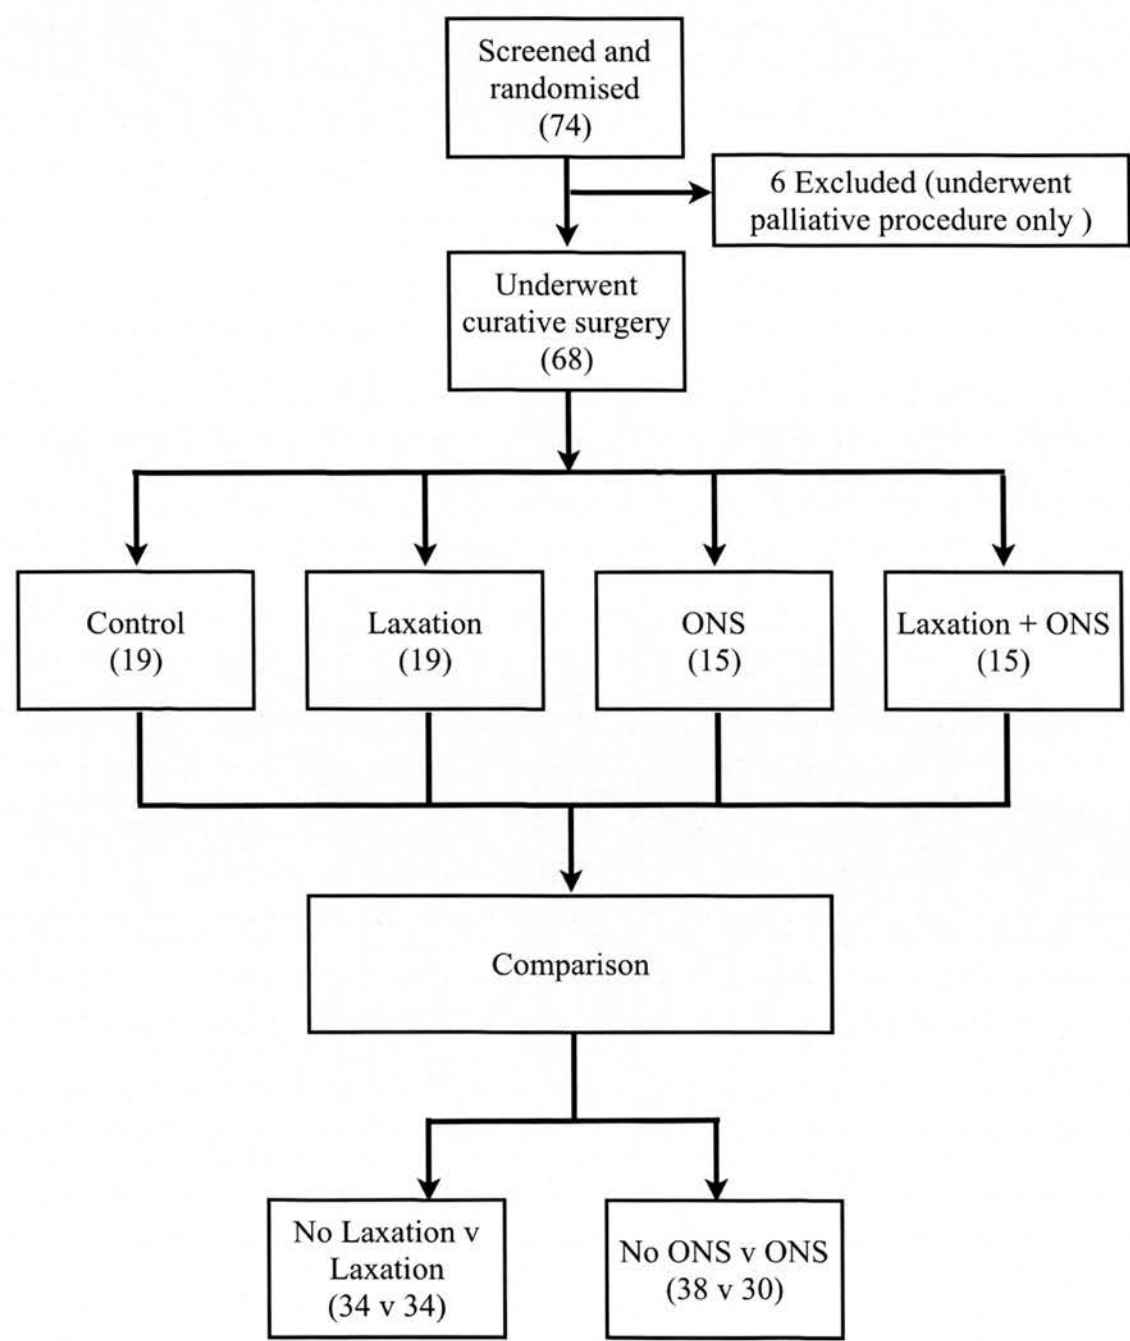 Screened and
randomised
(74)
6 Excluded (underwent
palliative procedure only )
Underwent
curative surgery
(68)
Control
(19)
Laxation
(19)
ONS
(15)
Laxation + ONS
(15)
Comparison
No Laxation v
Laxation
(34 v 34)
No ONS v ONS
(38 v 30)